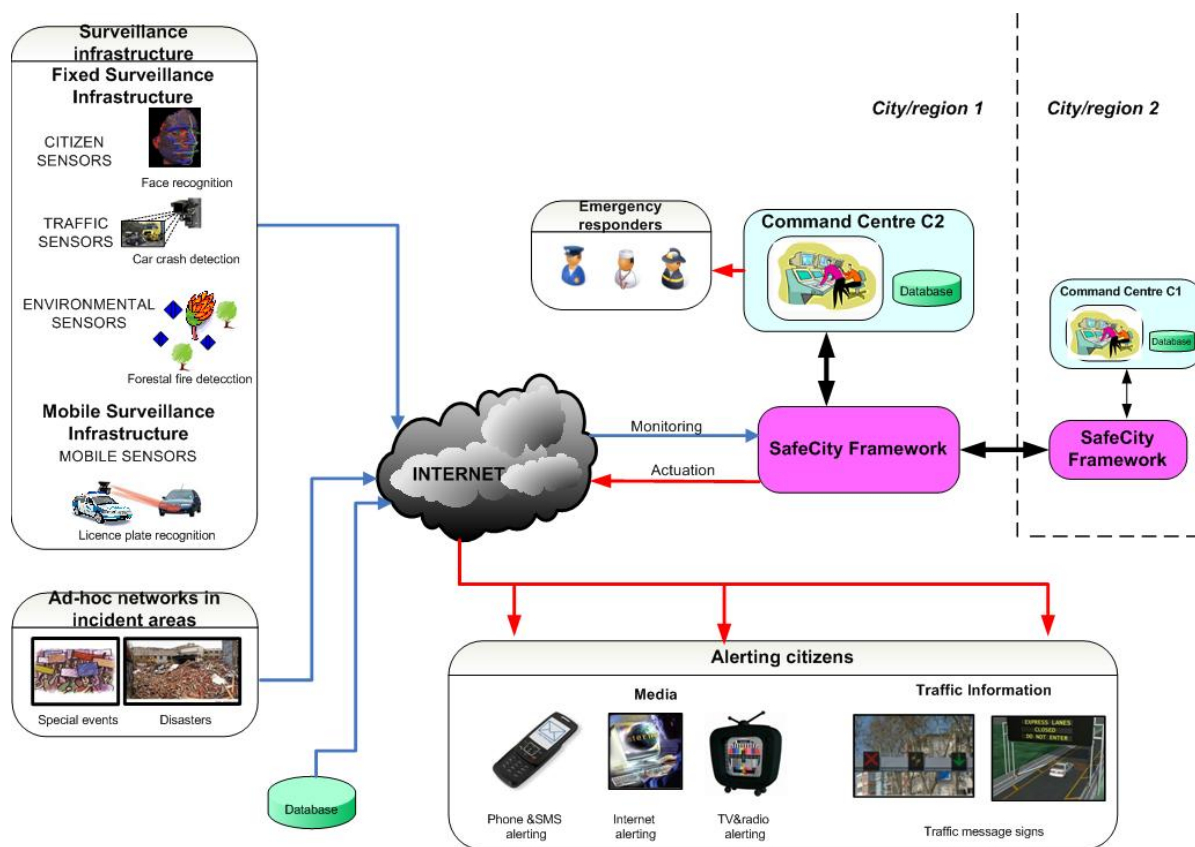 Surveillance
infrastructure
Fixed Surveillance
Infrastructure
CITIZEN
SENSORS
Face recognition
TRAFFIC
SENSORS
Car crash detection
ENVIRONMENTAL
SENSORS
Forestal fire detecction
Mobile Surveillance
Infrastructure
MOBILE SENSORS
Licence plate recognition
Ad-hoc networks in
incident areas
Special events
Disasters
Database
INTERNET
Monitoring
Actuation
Emergency
responders
Command Centre C2
Database
SafeCity Framework
City/region 1
City/region 2
Command Centre C1
Database
SafeCity
Framework
Alerting citizens
Media
Phone &SMS
alerting
Internet
alerting
TV&radio
alerting
Traffic Information
EXPRESS LANES
CLOSED
DO NOT ENTER
Traffic message signs